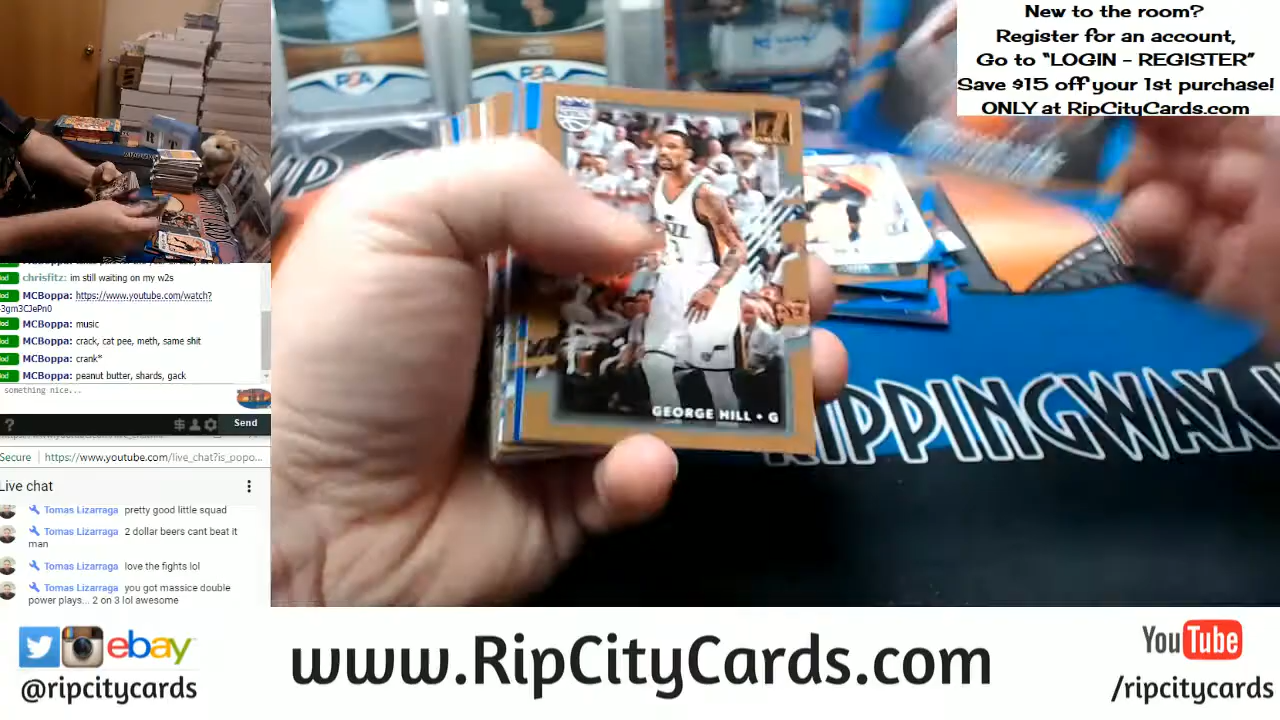 New to the room?
Register for an account,
Go to “LOGIN - REGISTER”
Save $15 off your 1st purchase!
ONLY at RipCityCards.com
PSA
PSA
GEORGE HILL • G
RIPPINGWAX.
chrisfitz: im still waiting on my w2s
MCBoppa: https://www.youtube.com/watch?
3gm3CJePn0
MCBoppa: music
MCBoppa: crack, cat pee, meth, same shit
MCBoppa: crank*
MCBoppa: peanut butter, shards, gack
something nice...
? $ Send
Secure https://www.youtube.com/live_chat?is_popo...
Live chat
Tomas Lizarraga pretty good little squad
Tomas Lizarraga 2 dollar beers cant beat it
man
Tomas Lizarraga love the fights lol
Tomas Lizarraga you got massice double
power plays... 2 on 3 lol awesome
ebay
@ripcitycards
www.RipCityCards.com
YouTube
/ripcitycards